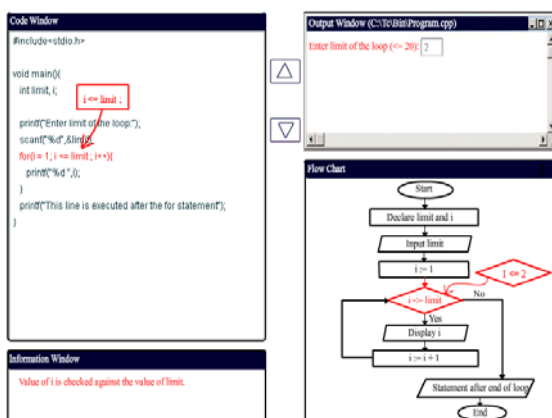 Code Window
#include<stdio.h>
void main(){
int limit, i;
i <= limit ;
printf("Enter limit of the loop:");
scanf("%d",&limit);
for(i = 1; i <= limit ; i++){
printf("%d ",i);
}
printf("This line is executed after the for statement");
}
Information Window
Value of i is checked against the value of limit.
Output Window (C:\Tc\Bin\Program.cpp)
Enter limit of the loop (<= 20): 2
Flow Chart
Start
Declare limit and i
Input limit
i := 1
1 <= 2
i <= limit
No
Yes
Display i
i := i + 1
Statement after end of loop
End